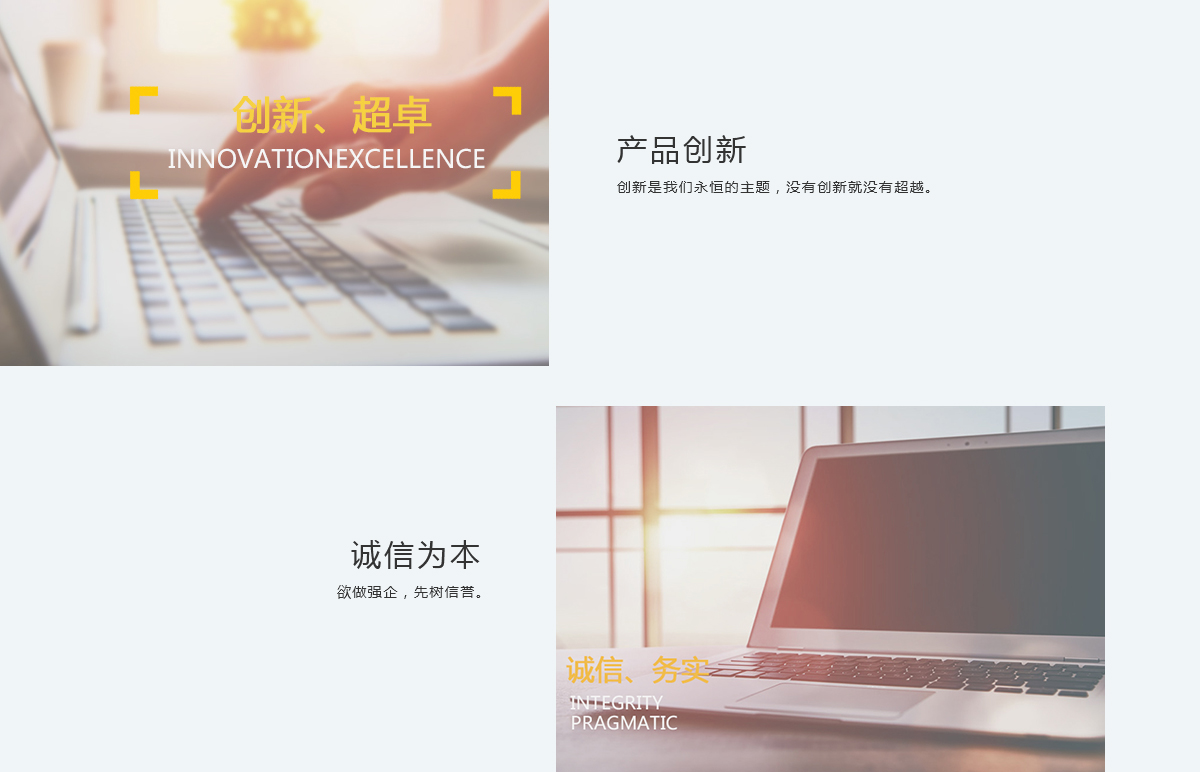 创新、超卓
INNOVATIONEXCELLENCE
产品创新
创新是我们永恒的主题，没有创新就没有超越。
诚信为本
欲做强企，先树信誉。
诚信、务实
INTEGRITY
PRAGMATIC